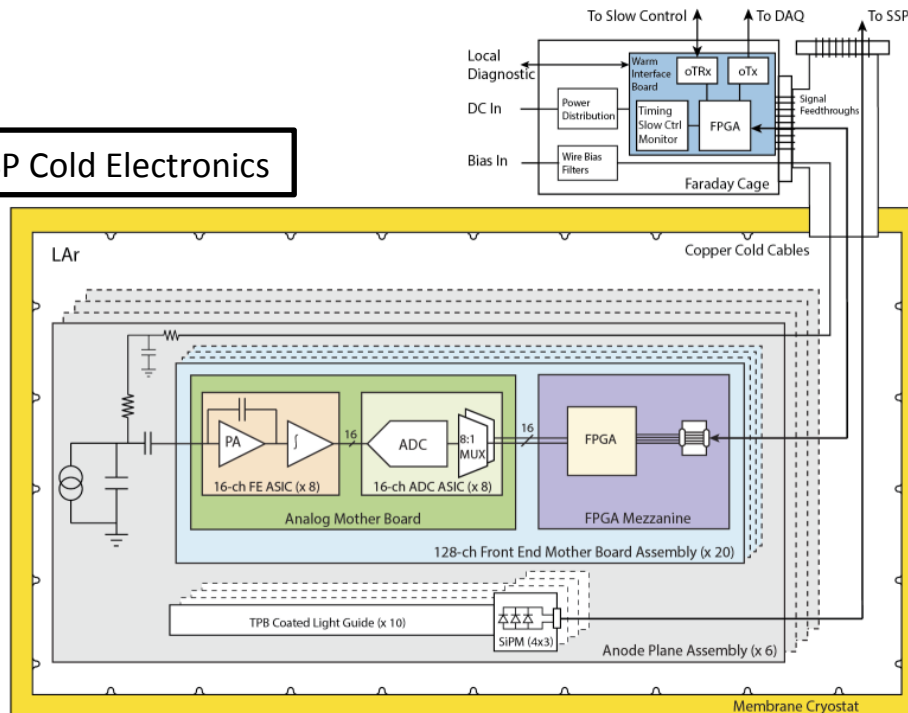 To Slow Control
To DAQ
To SSP
Local
Diagnostic
Warm
Interface
Board
oTRx
oTx
DC In
Power
Distribution
Timing
Slow Ctrl
Monitor
FPGA
Signal
Feedthroughs
Bias In
Wire Bias
Filters
Faraday Cage
P Cold Electronics
LAr
Copper Cold Cables
PA
∫
16
ADC
8:1
MUX
16
FPGA
16-ch FE ASIC (x 8)
16-ch ADC ASIC (x 8)
Analog Mother Board
FPGA Mezzanine
128-ch Front End Mother Board Assembly (x 20)
TPB Coated Light Guide (x 10)
SiPM (4x3)
Anode Plane Assembly (x 6)
Membrane Cryostat